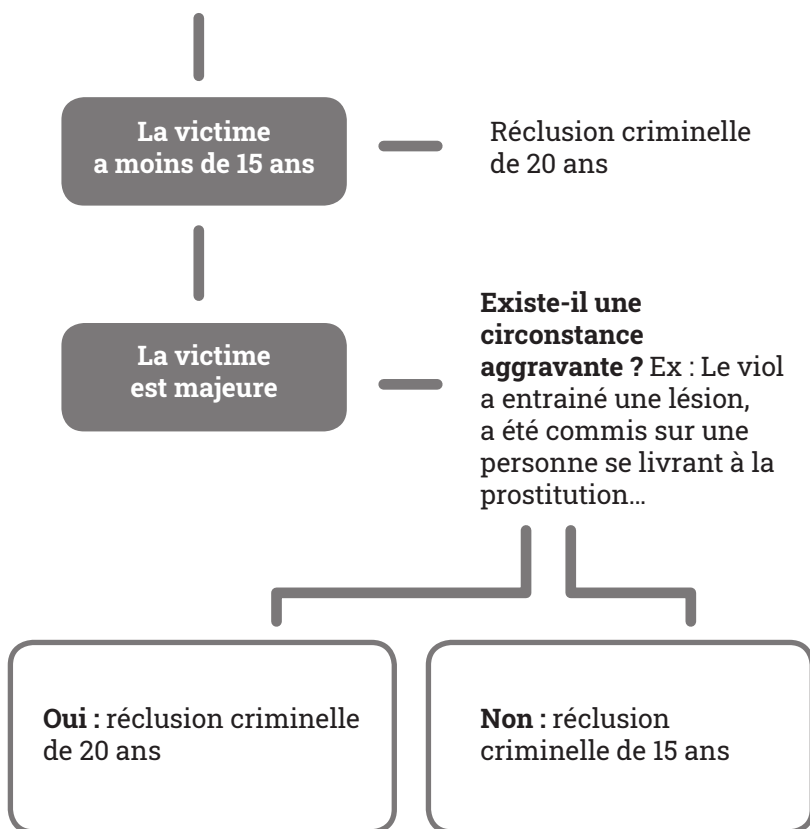 La victime
a moins de 15 ans
Réclusion criminelle
de 20 ans
La victime
est majeure
Existe-il une
circonstance
aggravante ? Ex : Le viol
a entrainé une lésion,
a été commis sur une
personne se livrant à la
prostitution…
Oui : réclusion criminelle
de 20 ans
Non : réclusion
criminelle de 15 ans